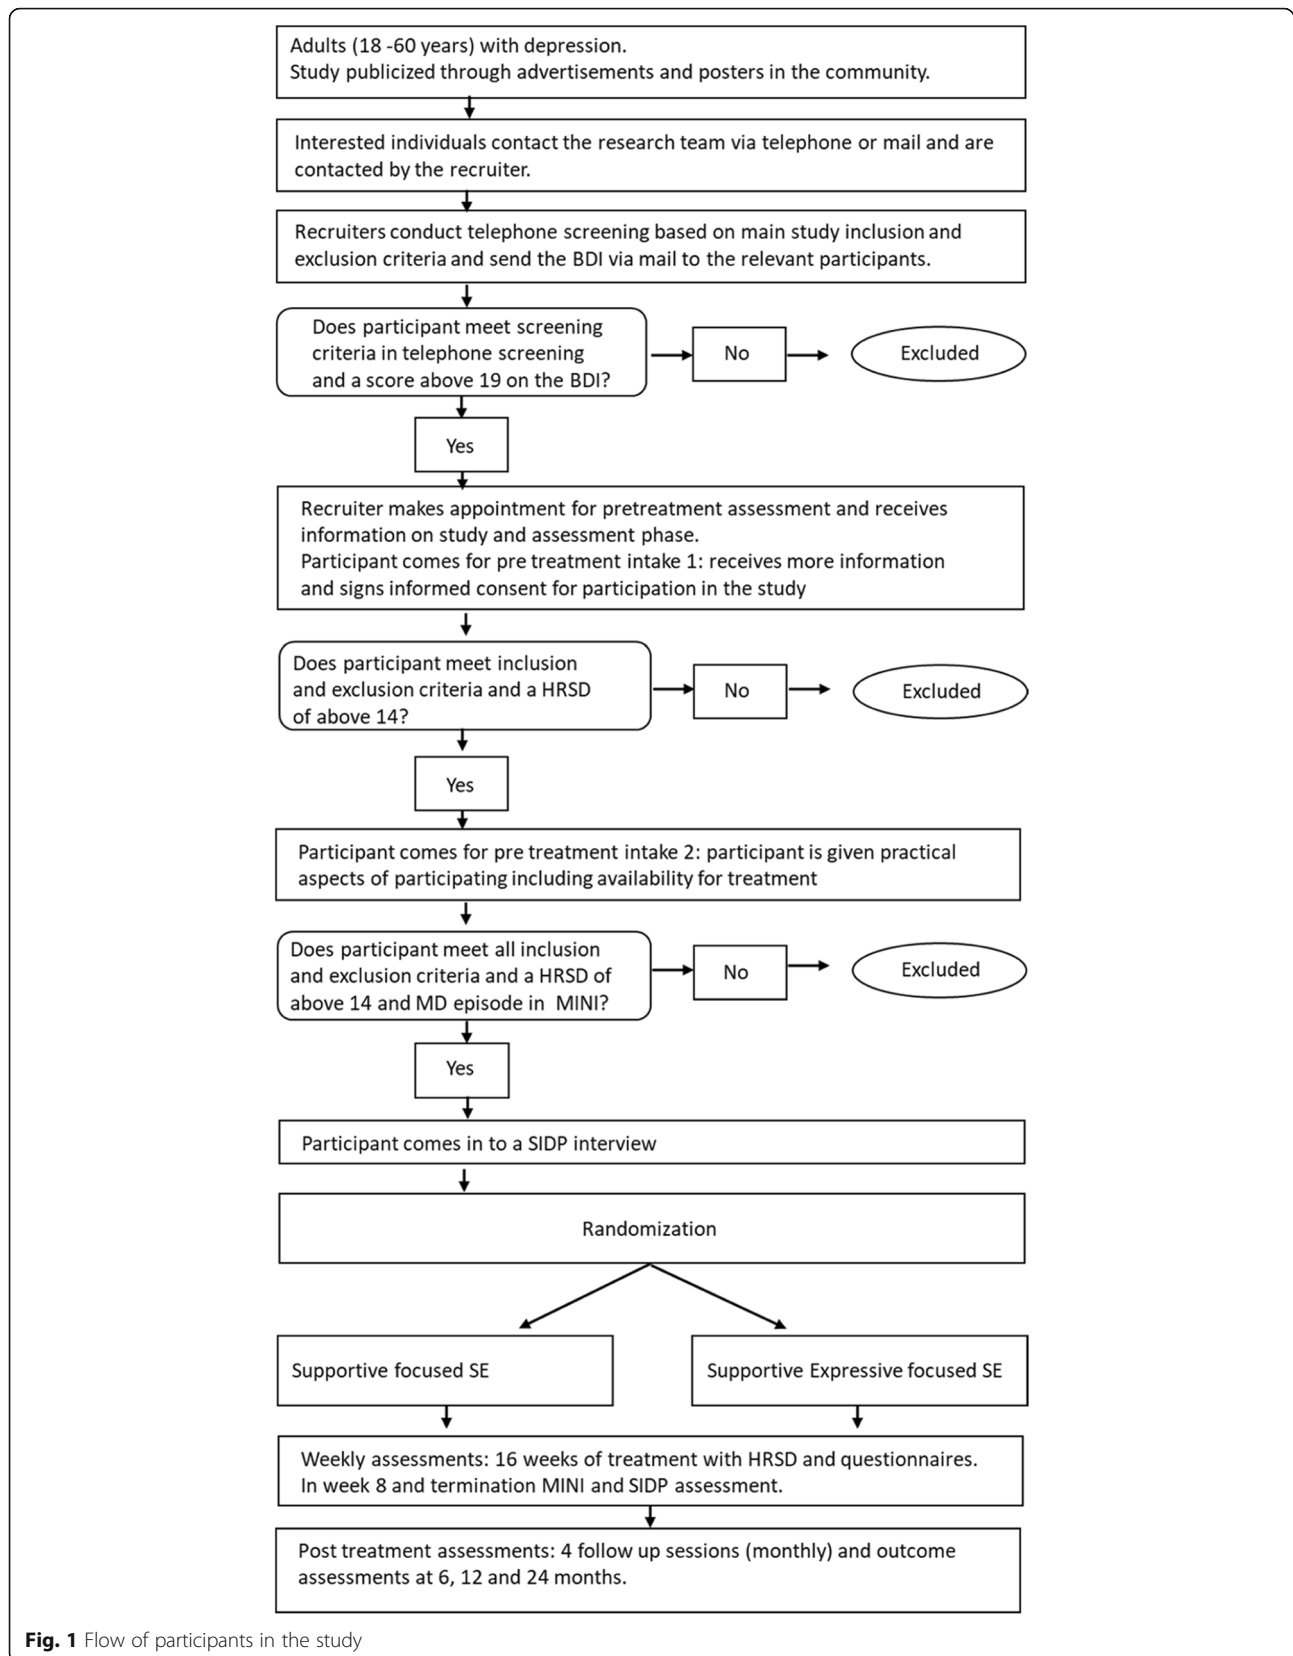 Adults (18 -60 years) with depression.
Study publicized through advertisements and posters in the community.
Interested individuals contact the research team via telephone or mail and are
contacted by the recruiter.
Recruiters conduct telephone screening based on main study inclusion and
exclusion criteria and send the BDI via mail to the relevant participants.
Does participant meet screening
criteria in telephone screening
and a score above 19 on the BDI?
No
Excluded
Yes
Recruiter makes appointment for pretreatment assessment and receives
information on study and assessment phase.
Participant comes for pre treatment intake 1: receives more information
and signs informed consent for participation in the study
Does participant meet inclusion
and exclusion criteria and a HRSD
of above 14?
No
Excluded
Yes
Participant comes for pre treatment intake 2: participant is given practical
aspects of participating including availability for treatment
Does participant meet all inclusion
and exclusion criteria and a HRSD of
above 14 and MD episode in  MINI?
No
Excluded
Yes
Participant comes in to a SIDP interview
Randomization
Supportive focused SE
Supportive Expressive focused SE
Weekly assessments: 16 weeks of treatment with HRSD and questionnaires.
In week 8 and termination MINI and SIDP assessment.
Post treatment assessments: 4 follow up sessions (monthly) and outcome
assessments at 6, 12 and 24 months.
Fig. 1 Flow of participants in the study